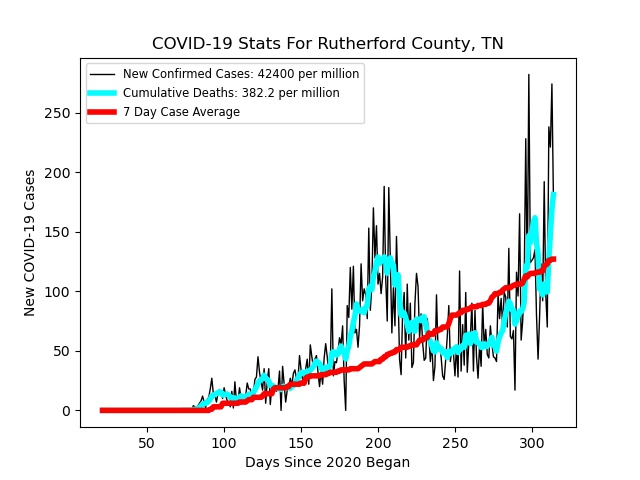 COVID-19 Stats For Rutherford County, TN
New Confirmed Cases: 42400 per million
Cumulative Deaths: 382.2 per million
7 Day Case Average
New COVID-19 Cases
250
200
150
100
50
0
50 100 150 200 250 300
Days Since 2020 Began